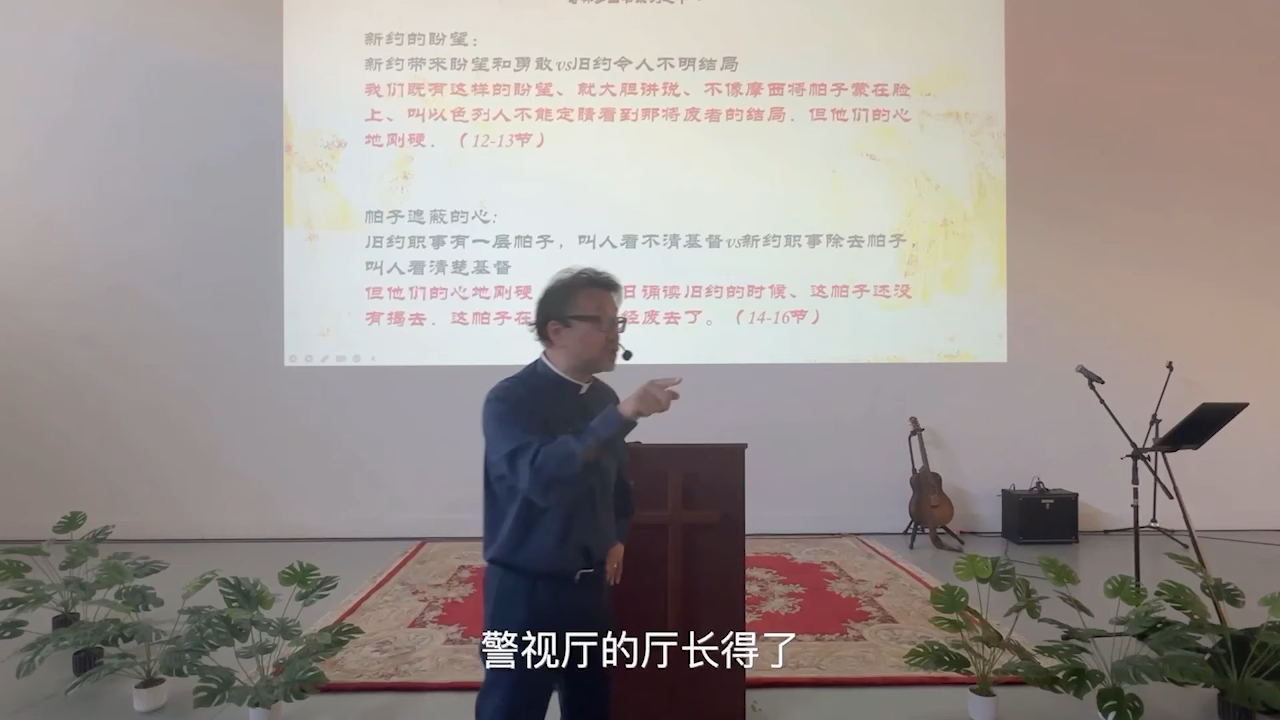 新约的盼望：
新约带来盼望和勇敢vs旧约令人不明结局
我们既有这样的盼望、就大胆讲说、不像摩西将帕子蒙在脸
上、叫以色列人不能定睛看到那将废者的结局．但他们的心
地刚硬．（12-13节）
帕子遮蔽的心：
旧约职事有一层帕子，叫人看不清基督vs新约职事除去帕子，
叫人看清楚基督
但他们的心地刚硬 日诵读旧约的时候、这帕子还没
有揭去．这帕子在 经废去了。（14-16节）
警视厅的厅长得了